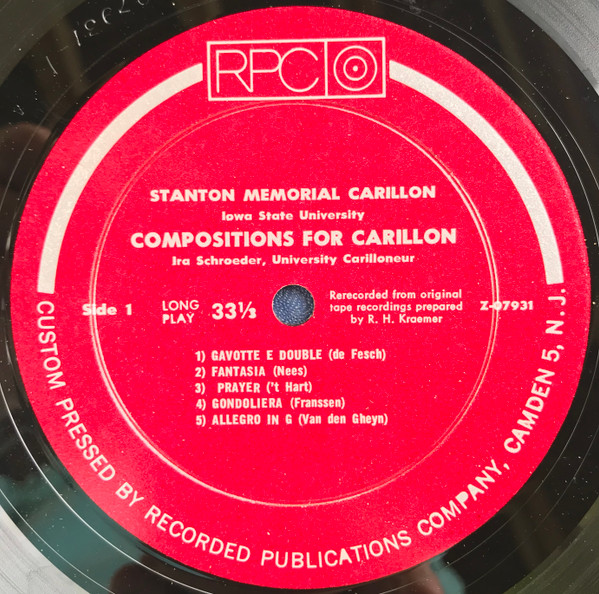 RPC
STANTON MEMORIAL CARILLON
Iowa State University
COMPOSITIONS FOR CARILLON
Ira Schroeder, University Carilloneur
Side 1
LONG PLAY 33⅓
Rerecorded from original
tape recordings prepared
by R. H. Kraemer
Z-07931
1) GAVOTTE E DOUBLE (de Fesch)
2) FANTASIA (Nees)
3) PRAYER ('t Hart)
4) GONDOLIERA (Franssen)
5) ALLEGRO IN G (Van den Gheyn)
CUSTOM PRESSED BY RECORDED PUBLICATIONS COMPANY, CAMDEN 5, N.J.